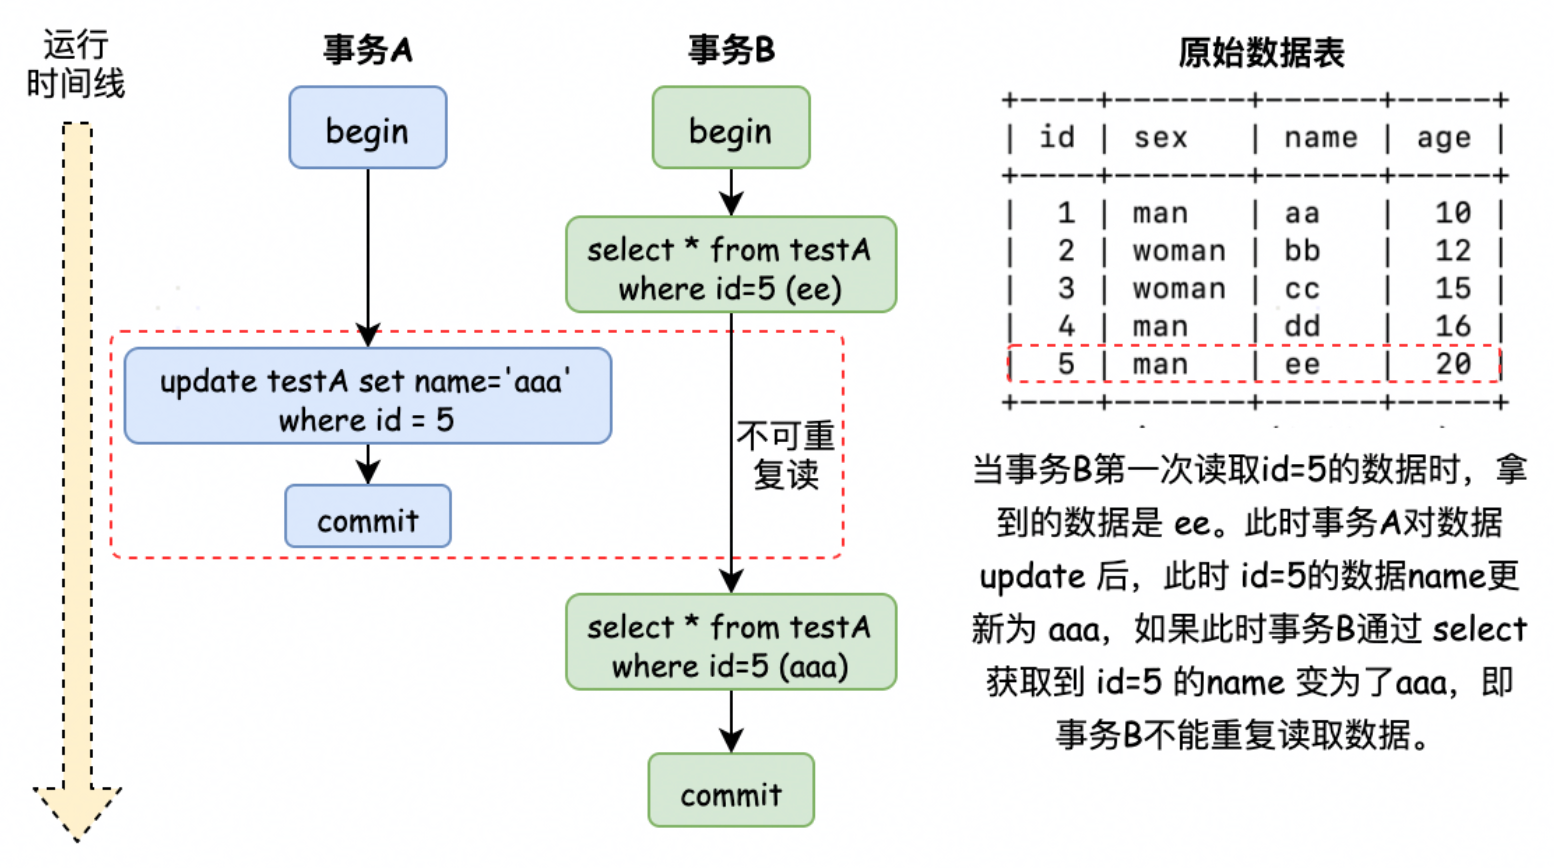 运行
时间线
事务A
begin
update testA set name='aaa'
where id = 5
commit
事务B
begin
select * from testA
where id=5 (ee)
不可重
复读
select * from testA
where id=5 (aaa)
commit
原始数据表
+----+-------+------+-----+
| id | sex | name | age |
+----+-------+------+-----+
| 1 | man | aa | 10 |
| 2 | woman | bb | 12 |
| 3 | woman | cc | 15 |
| 4 | man | dd | 16 |
| 5 | man | ee | 20 |
+----+-------+------+-----+
当事务B第一次读取id=5的数据时，拿
到的数据是 ee。此时事务A对数据
update 后，此时 id=5的数据name更
新为 aaa，如果此时事务B通过 select
获取到 id=5 的name 变为了aaa，即
事务B不能重复读取数据。